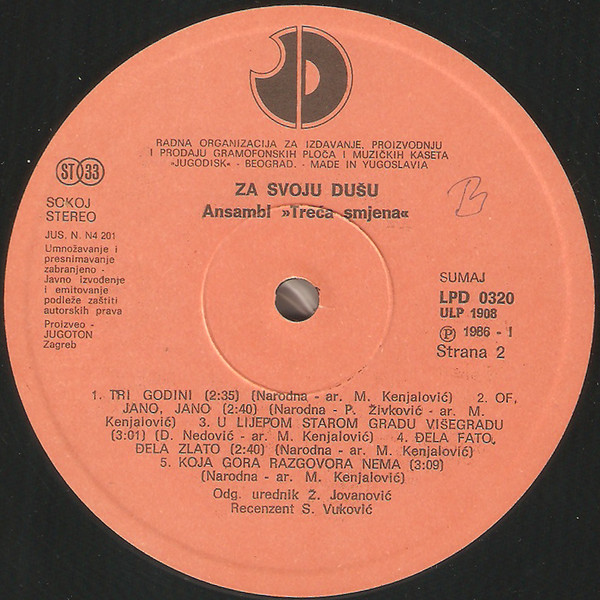 RADNA ORGANIZACIJA ZA IZDAVANJE, PROIZVODNJU
I PRODAJU GRAMOFONSKIH PLOČA I MUZIČKIH KASETA
»JUGODISK« - BEOGRAD. - MADE IN YUGOSLAVIA
ST 33
ZA SVOJU DUŠU
Ansambl »Treća smjena«
B
SOKOJ
STEREO
JUS. N. N4 201
Umnožavanje i
presnimavanje
zabranjeno -
Javno izvođenje
i emitovanje
podleže zaštiti
autorskih prava
Proizveo -
JUGOTON
Zagreb
SUMAJ
LPD 0320
ULP 1908
Ⓟ 1986 - I
Strana 2
1. TRI GODINI (2:35) (Narodna - ar. M. Kenjalović) 2. OF,
JANO, JANO (2:40) (Narodna - P. Živković - ar. M.
Kenjalović) 3. U LIJEPOM STAROM GRADU VIŠEGRADU
(3:01) (D. Nedović - ar. M. Kenjalović) 4. ĐELA FATO,
ĐELA ZLATO (2:40) (Narodna - ar. M. Kenjalović)
5. KOJA GORA RAZGOVORA NEMA (3:09)
(Narodna - ar. M. Kenjalović)
Odg. urednik Ž. Jovanović
Recenzent S. Vuković